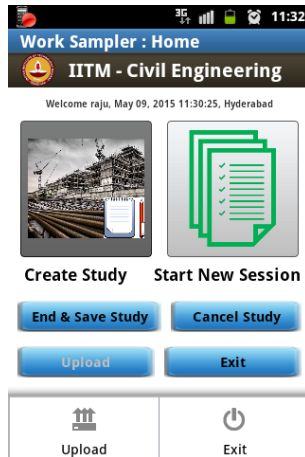 3G 11:32
Work Sampler : Home
IITM - Civil Engineering
Welcome raju, May 09, 2015 11:30:25, Hyderabad
Create Study Start New Session
End & Save Study Cancel Study
Upload Exit
Upload Exit